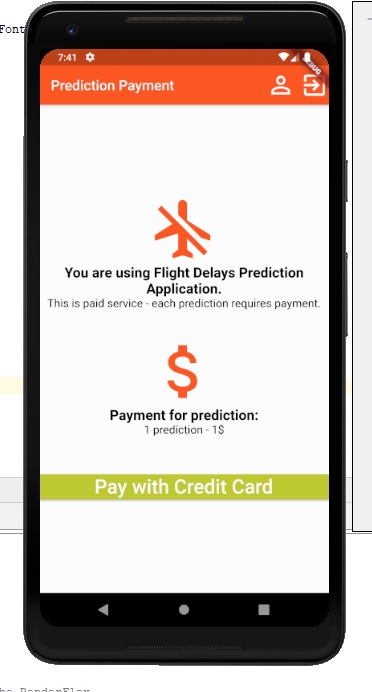 Font
7:41
DEBUG
Prediction Payment
You are using Flight Delays Prediction
Application.
This is paid service - each prediction requires payment.
Payment for prediction:
1 prediction - 1$
Pay with Credit Card
the RenderFlex